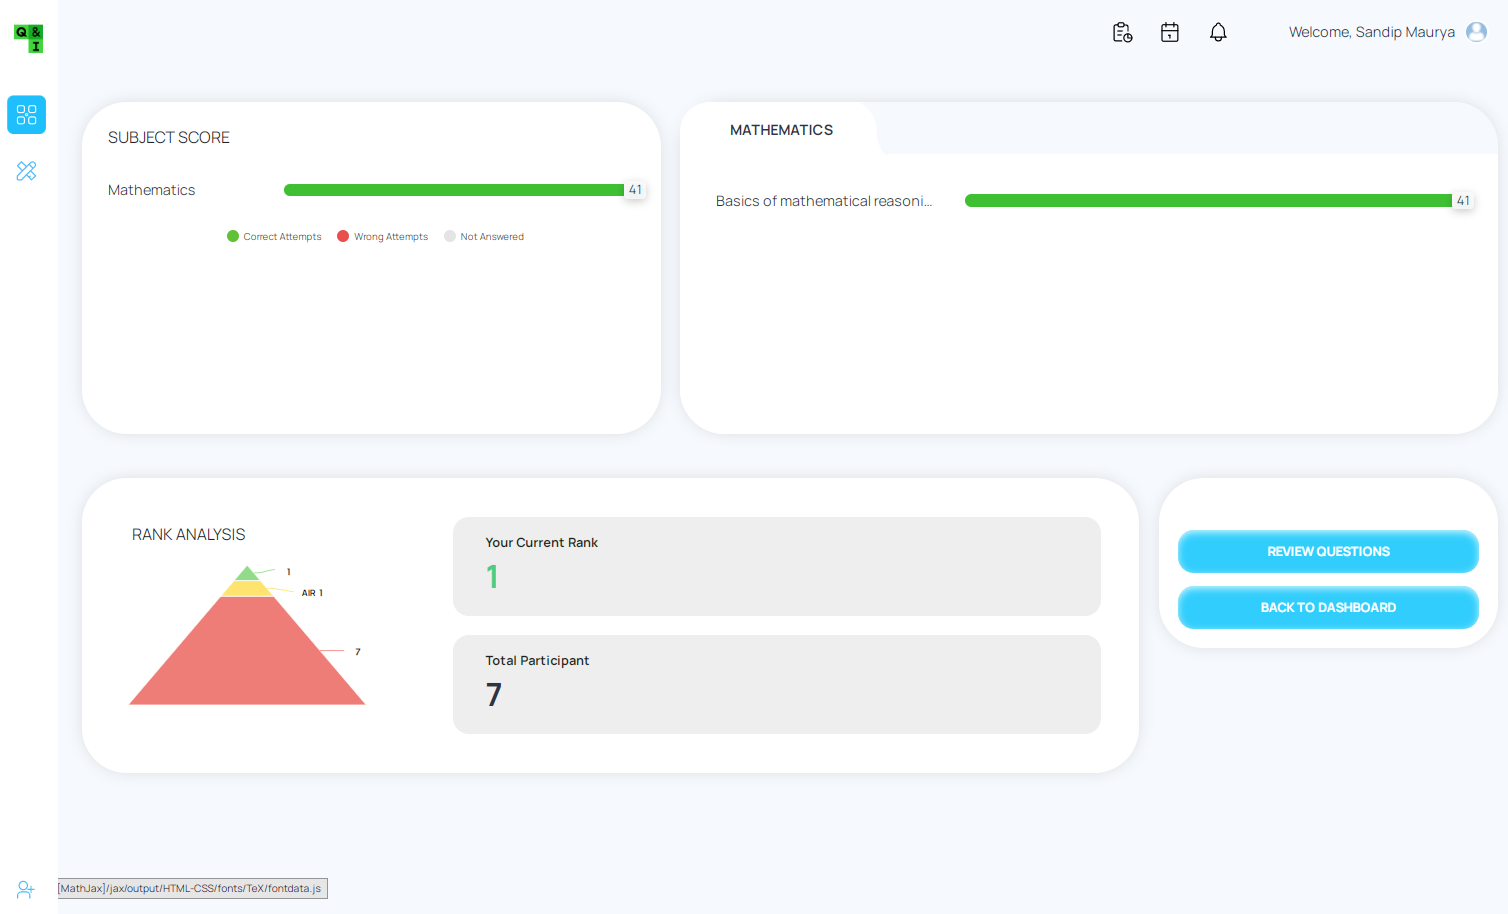 Q &
I
Welcome, Sandip Maurya
SUBJECT SCORE
Mathematics
41
Correct Attempts Wrong Attempts Not Answered
MATHEMATICS
Basics of mathematical reasoni...
41
RANK ANALYSIS
1
AIR 1
7
Your Current Rank
1
Total Participant
7
REVIEW QUESTIONS
BACK TO DASHBOARD
[MathJax]/jax/output/HTML-CSS/fonts/TeX/fontdata.js